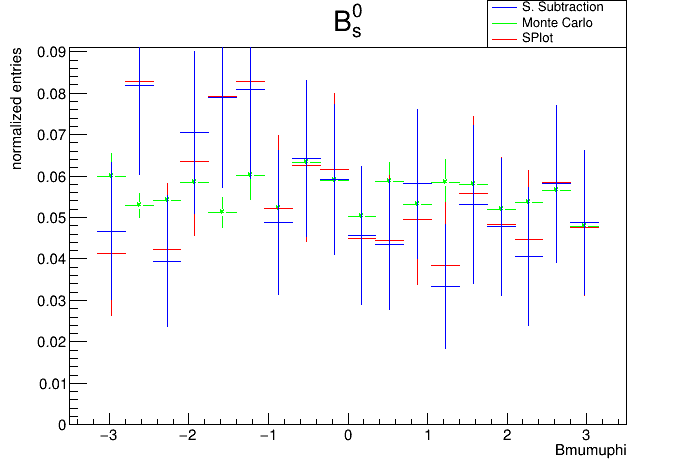 B⁰ₛ
S. Subtraction
Monte Carlo
SPlot
normalized entries
0.09
0.08
0.07
0.06
0.05
0.04
0.03
0.02
0.01
0
−3 −2 −1 0 1 2 3
Bmumuphi